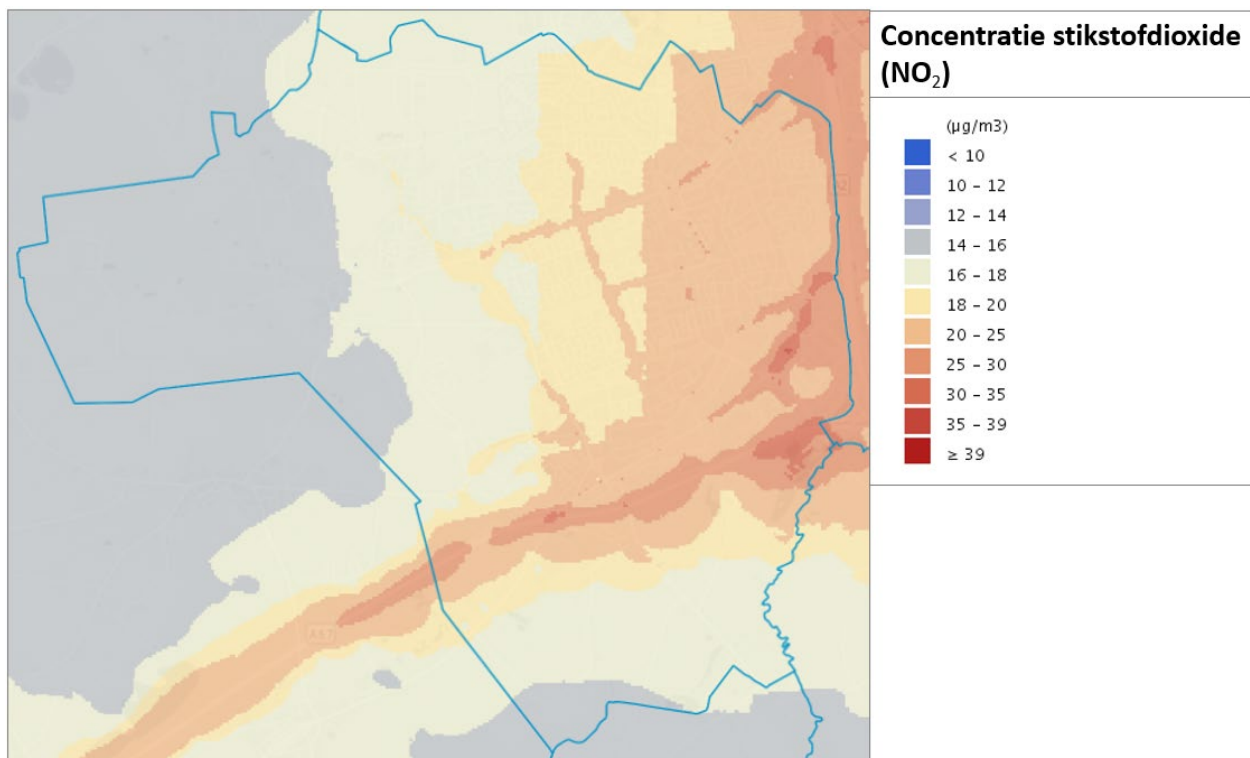 Concentratie stikstofdioxide
(NO₂)
(µg/m3)
< 10
10 – 12
12 – 14
14 – 16
16 – 18
18 – 20
20 – 25
25 – 30
30 – 35
35 – 39
≥ 39